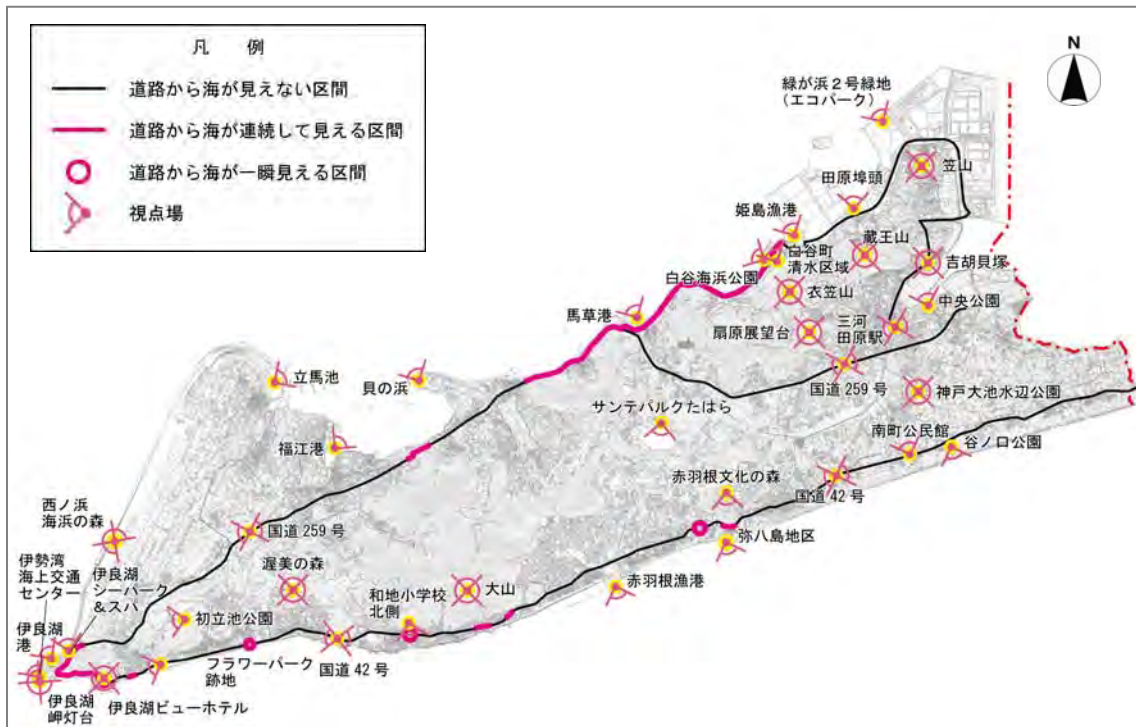 凡　例
道路から海が見えない区間
道路から海が連続して見える区間
道路から海が一瞬見える区間
視点場
N
緑が浜２号緑地
（エコパーク）
笠山
田原埠頭
姫島漁港
蔵王山
白谷町
清水区域
吉胡貝塚
白谷海浜公園
衣笠山
中央公園
馬草港
扇原展望台
三河
田原駅
立馬池
貝の浜
国道 259 号
神戸大池水辺公園
サンテパルクたはら
南町公民館
谷ノ口公園
福江港
赤羽根文化の森
国道 42 号
西ノ浜
海浜の森
国道 259 号
弥八島地区
伊勢湾
海上交通
センター
伊良湖
シーパーク
＆スパ
渥美の森
和地小学校
北側
大山
赤羽根漁港
初立池公園
伊良湖
港
フラワーパーク
跡地
国道 42 号
伊良湖
岬灯台
伊良湖ビューホテル